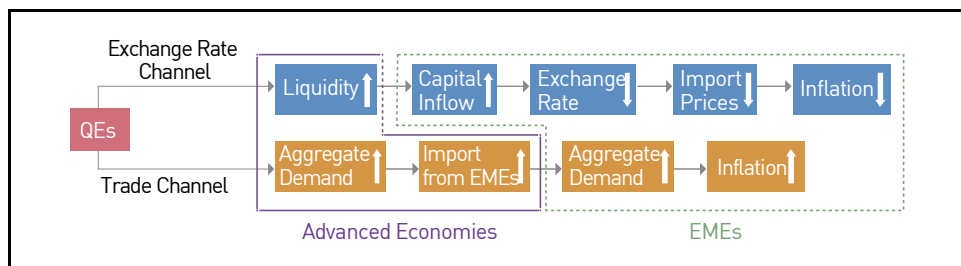 Exchange Rate
Channel
Liquidity
Capital
Inflow
Exchange
Rate
Import
Prices
Inflation
QEs
Aggregate
Demand
Import
from EMEs
Aggregate
Demand
Inflation
Trade Channel
Advanced Economies
EMEs